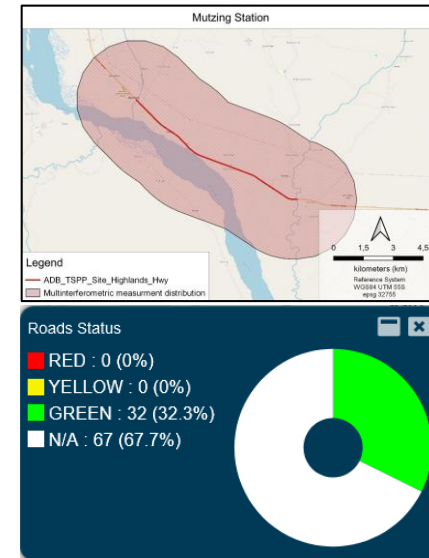 Mutzing Station
Legend
ADB_TSPP_Site_Highlands_Hwy
Multinterferometric measurment distribution
0 1,5 3 4,5
kilometers (km)
Reference System
WGS84 UTM 55S
epsg 32755
Roads Status
RED : 0 (0%)
YELLOW : 0 (0%)
GREEN : 32 (32.3%)
N/A : 67 (67.7%)